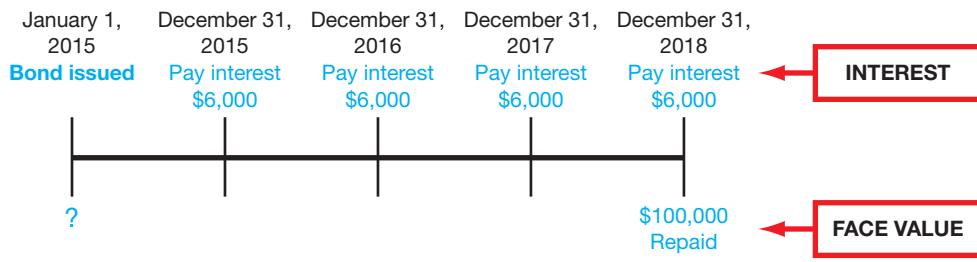 January 1,
2015
Bond issued
December 31,
2015
Pay interest
$6,000
December 31,
2016
Pay interest
$6,000
December 31,
2017
Pay interest
$6,000
December 31,
2018
Pay interest
$6,000
INTEREST
?
$100,000
Repaid
FACE VALUE